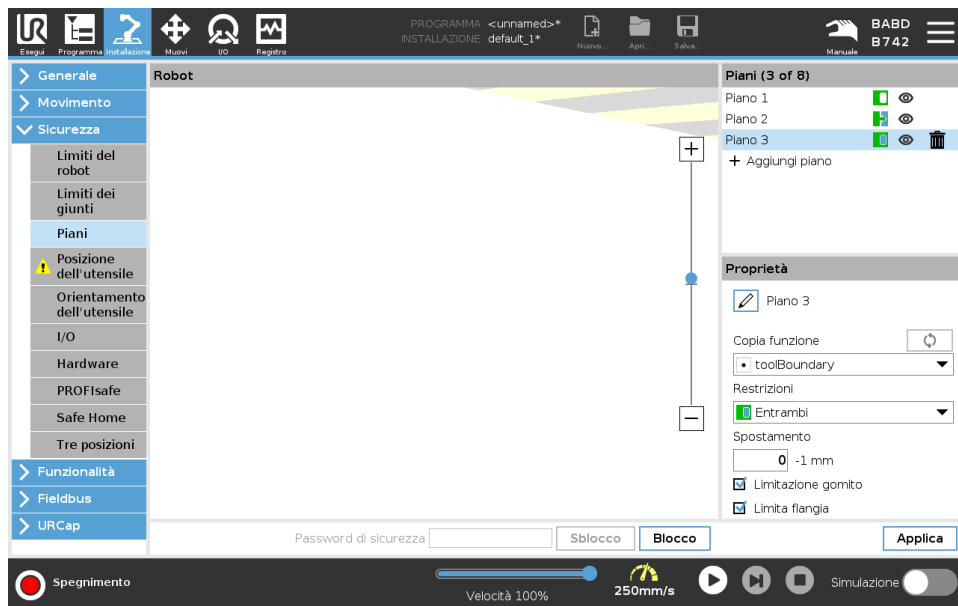 PROGRAMMA <unnamed>*
INSTALLAZIONE default_1*
Esegui
Programma
Installazione
Muovi
I/O
Registro
Nuovo...
Apri...
Salva...
Manuale
BABD
B742
Generale
Movimento
Sicurezza
Limiti del
robot
Limiti dei
giunti
Piani
Posizione
dell'utensile
Orientamento
dell'utensile
I/O
Hardware
PROFIsafe
Safe Home
Tre posizioni
Funzionalità
Fieldbus
URCap
Robot
Piani (3 of 8)
Piano 1
Piano 2
Piano 3
+ Aggiungi piano
Proprietà
Piano 3
Copia funzione
toolBoundary
Restrizioni
Entrambi
Spostamento
0 -1 mm
Limitazione gomito
Limita flangia
Password di sicurezza
Sblocco
Blocco
Applica
Spegnimento
Velocità 100%
250mm/s
Simulazione